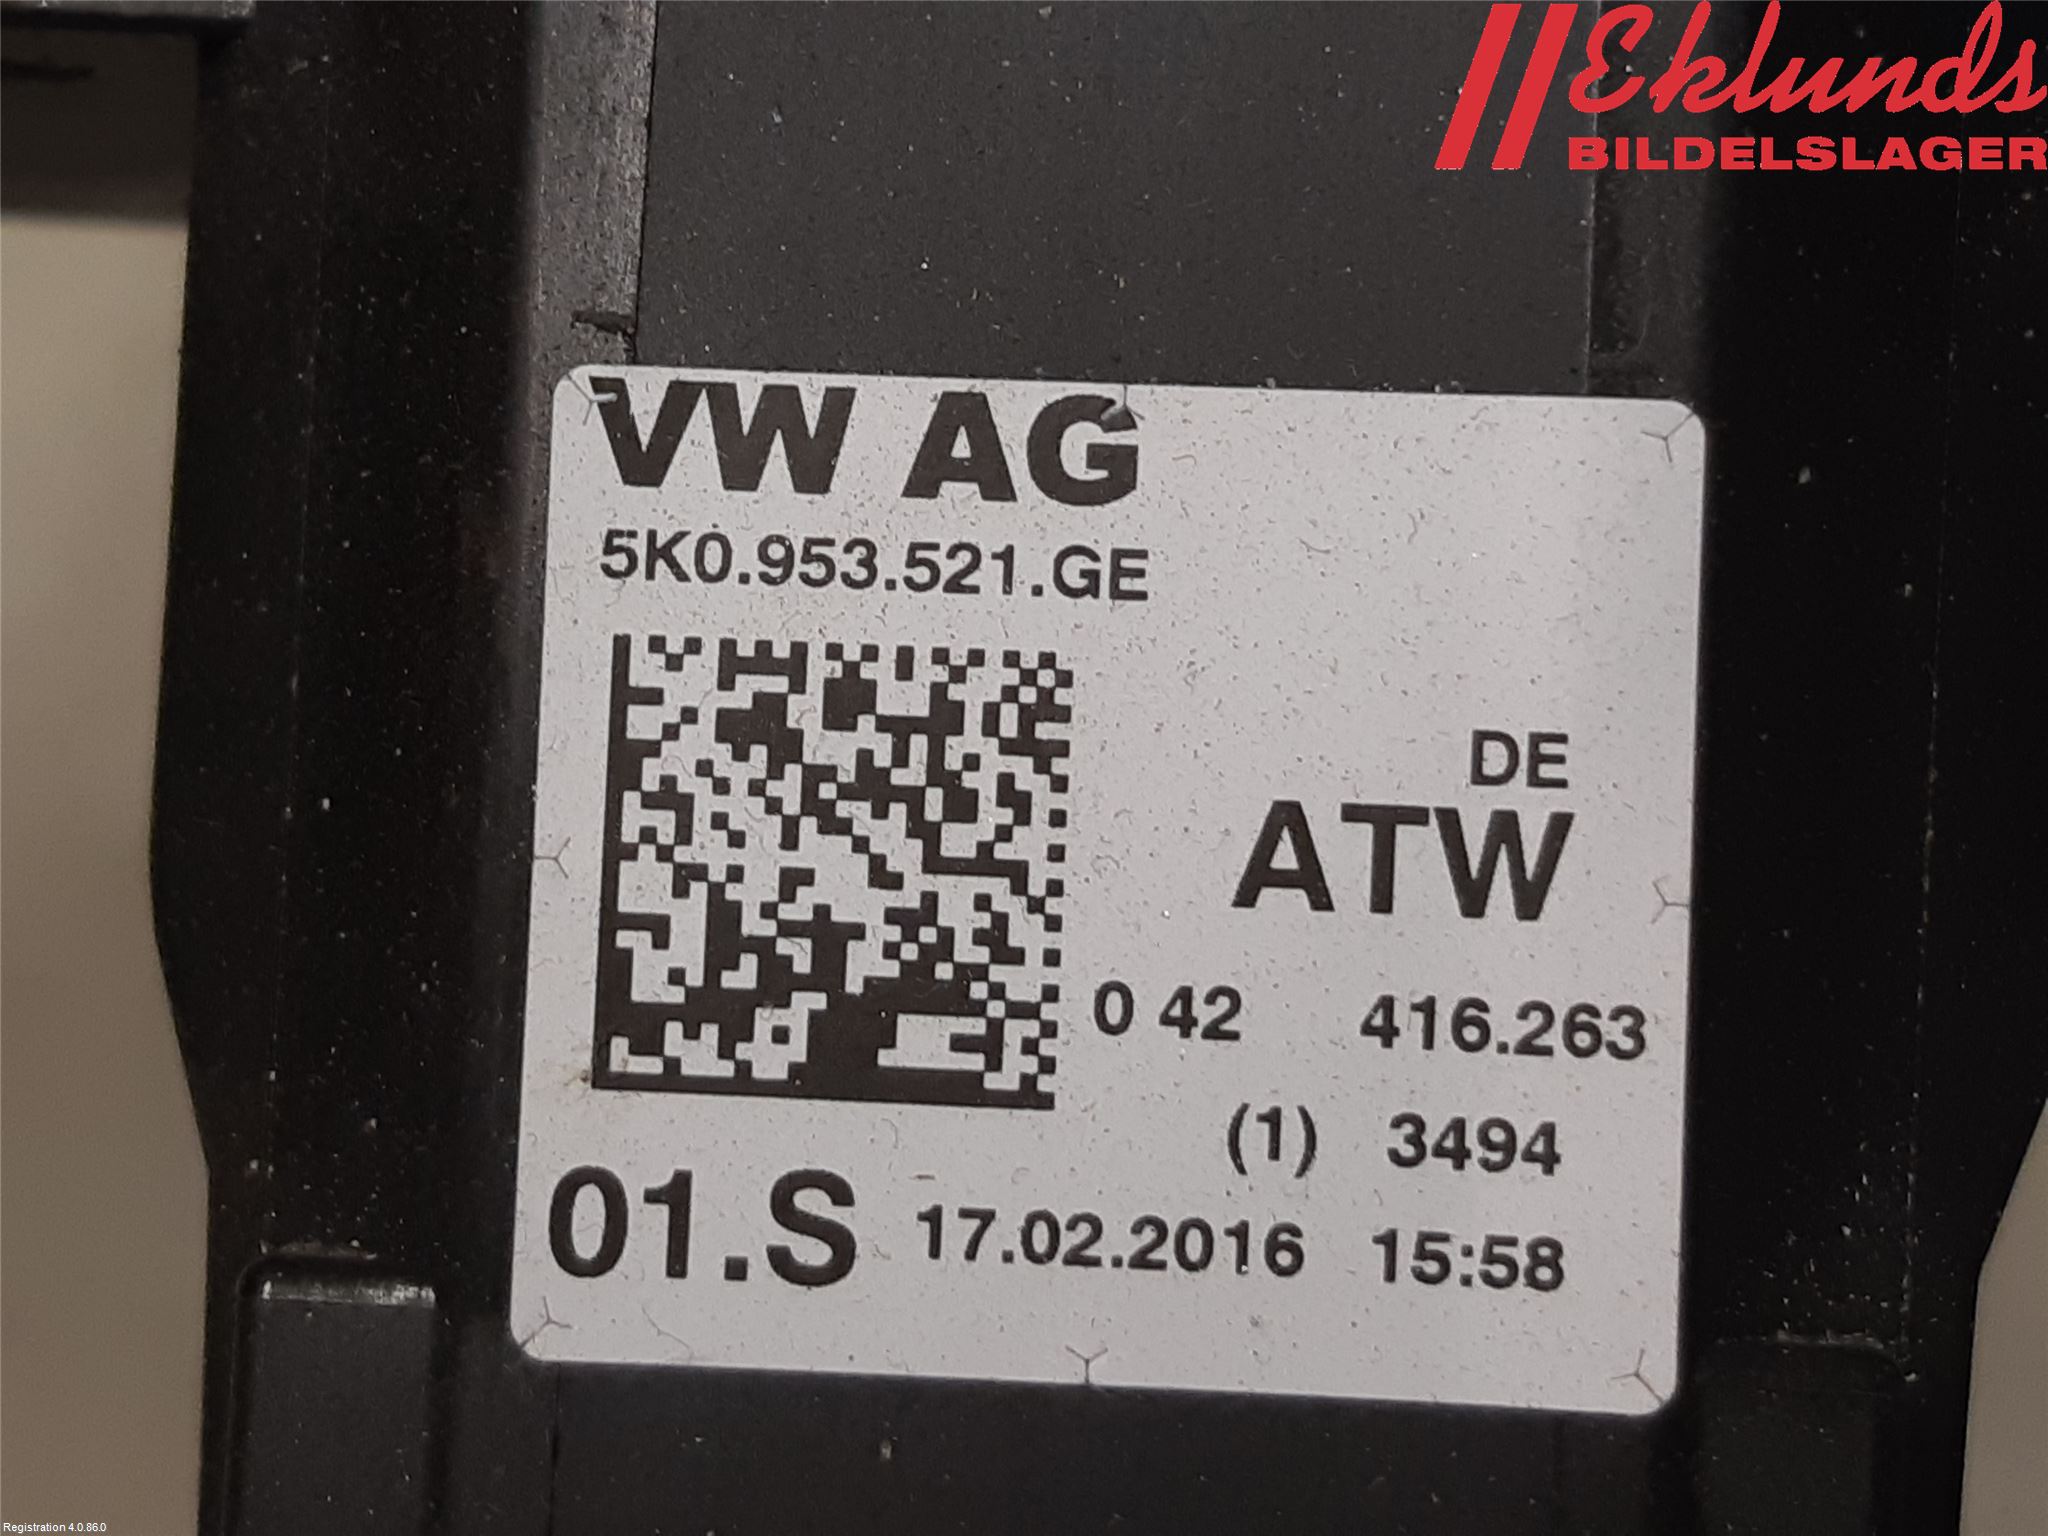 Eklunds
BILDELSLAGER
VW AG
5K0.953.521.GE
DE
ATW
0 42 416.263
(1) 3494
01.S 17.02.2016 15:58
Registration 4.0.86.0